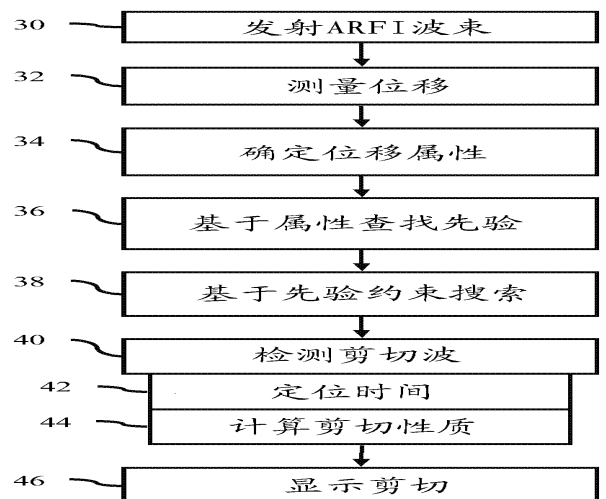 30 发射ARFI波束
32 测量位移
34 确定位移属性
36 基于属性查找先验
38 基于先验约束搜索
40 检测剪切波
42 定位时间
44 计算剪切性质
46 显示剪切